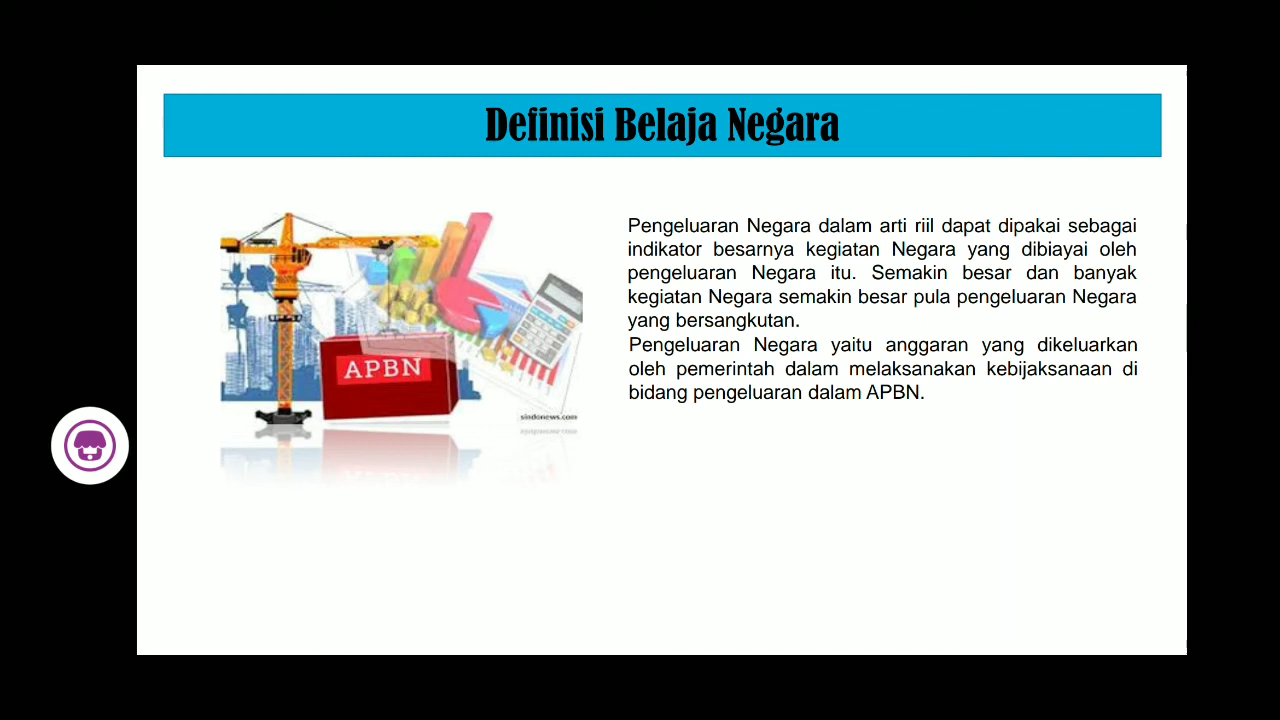 Definisi Belaja Negara
Pengeluaran Negara dalam arti riil dapat dipakai sebagai
indikator besarnya kegiatan Negara yang dibiayai oleh
pengeluaran Negara itu. Semakin besar dan banyak
kegiatan Negara semakin besar pula pengeluaran Negara
yang bersangkutan.
Pengeluaran Negara yaitu anggaran yang dikeluarkan
oleh pemerintah dalam melaksanakan kebijaksanaan di
bidang pengeluaran dalam APBN.
APBN
sindonews.com